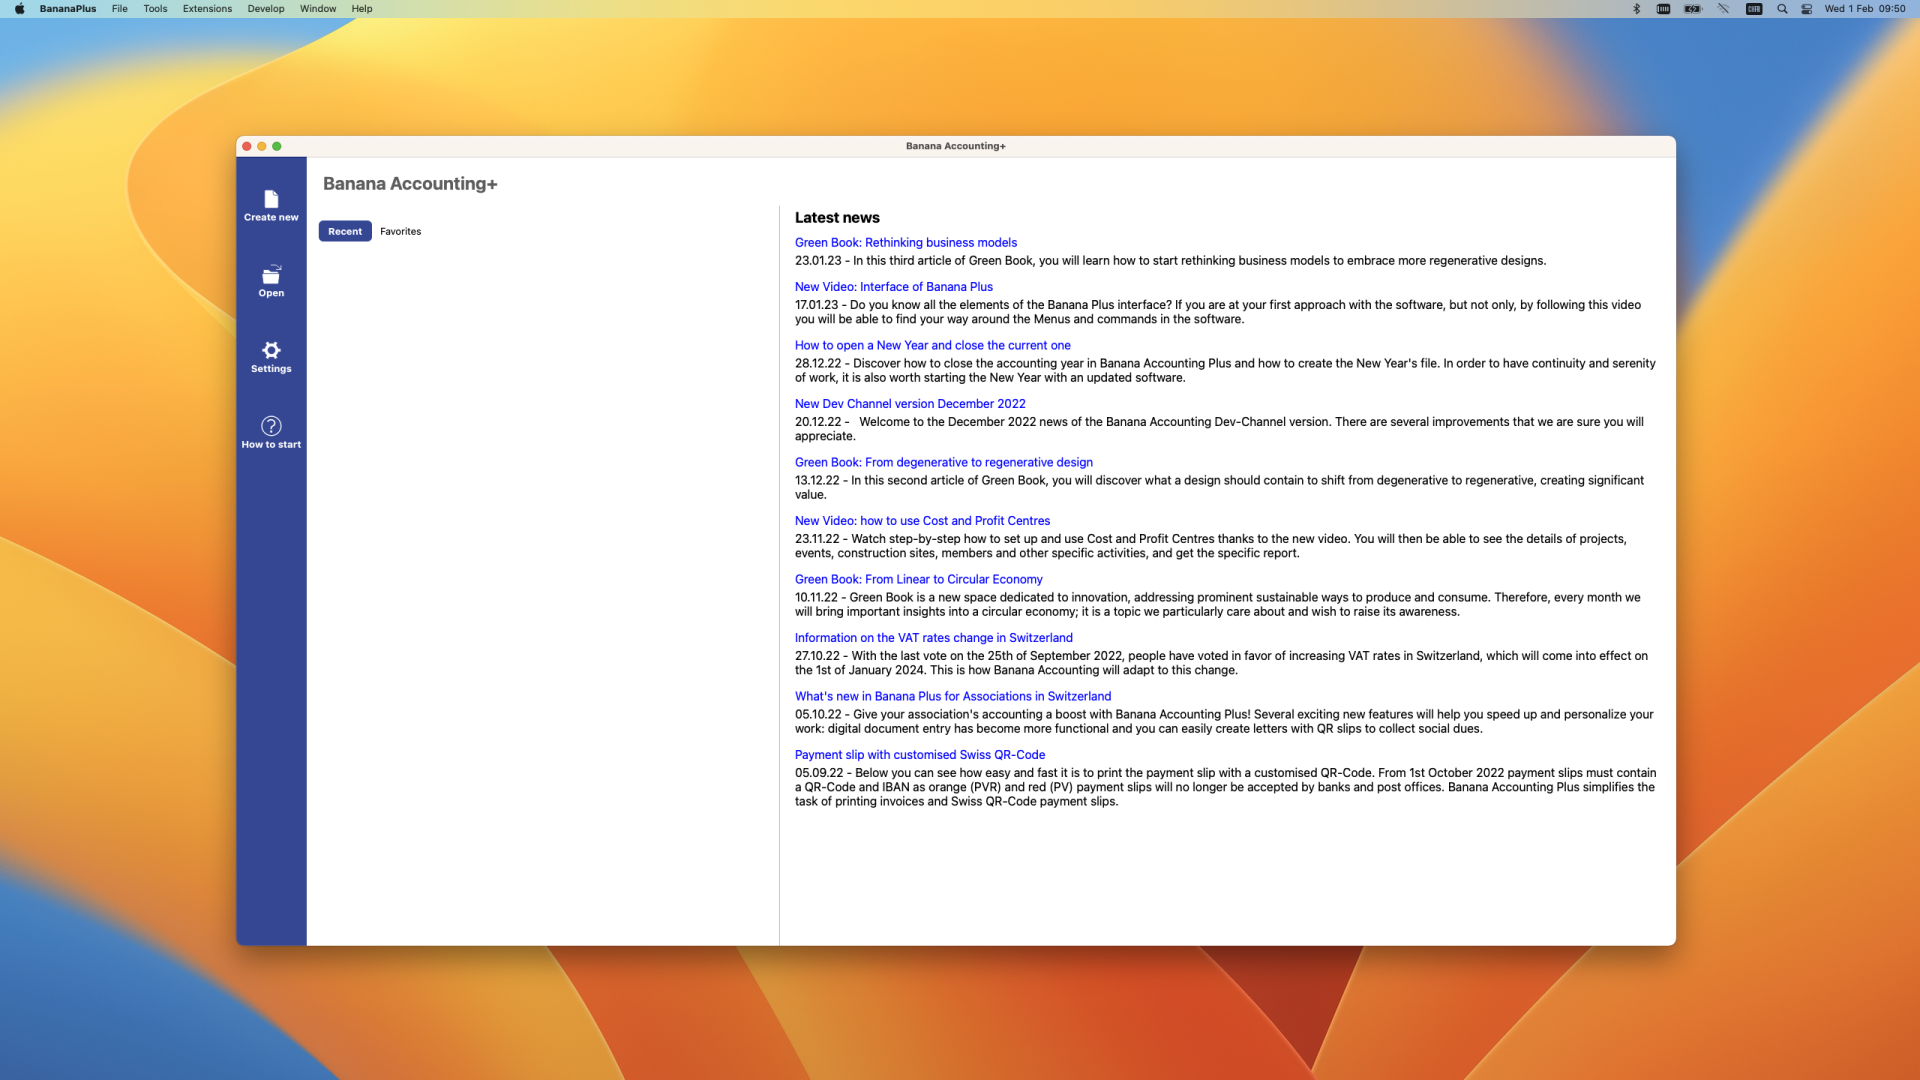 BananaPlus File Tools Extensions Develop Window Help
Wed 1 Feb 09:50
Banana Accounting+
Create new
Open
Settings
How to start
Banana Accounting+
Recent
Favorites
Latest news
Green Book: Rethinking business models
23.01.23 - In this third article of Green Book, you will learn how to start rethinking business models to embrace more regenerative designs.
New Video: Interface of Banana Plus
17.01.23 - Do you know all the elements of the Banana Plus interface? If you are at your first approach with the software, but not only, by following this video
you will be able to find your way around the Menus and commands in the software.
How to open a New Year and close the current one
28.12.22 - Discover how to close the accounting year in Banana Accounting Plus and how to create the New Year's file. In order to have continuity and serenity
of work, it is also worth starting the New Year with an updated software.
New Dev Channel version December 2022
20.12.22 -   Welcome to the December 2022 news of the Banana Accounting Dev-Channel version. There are several improvements that we are sure you will
appreciate.
Green Book: From degenerative to regenerative design
13.12.22 - In this second article of Green Book, you will discover what a design should contain to shift from degenerative to regenerative, creating significant
value.
New Video: how to use Cost and Profit Centres
23.11.22 - Watch step-by-step how to set up and use Cost and Profit Centres thanks to the new video. You will then be able to see the details of projects,
events, construction sites, members and other specific activities, and get the specific report.
Green Book: From Linear to Circular Economy
10.11.22 - Green Book is a new space dedicated to innovation, addressing prominent sustainable ways to produce and consume. Therefore, every month we
will bring important insights into a circular economy; it is a topic we particularly care about and wish to raise its awareness.
Information on the VAT rates change in Switzerland
27.10.22 - With the last vote on the 25th of September 2022, people have voted in favor of increasing VAT rates in Switzerland, which will come into effect on
the 1st of January 2024. This is how Banana Accounting will adapt to this change.
What's new in Banana Plus for Associations in Switzerland
05.10.22 - Give your association's accounting a boost with Banana Accounting Plus! Several exciting new features will help you speed up and personalize your
work: digital document entry has become more functional and you can easily create letters with QR slips to collect social dues.
Payment slip with customised Swiss QR-Code
05.09.22 - Below you can see how easy and fast it is to print the payment slip with a customised QR-Code. From 1st October 2022 payment slips must contain
a QR-Code and IBAN as orange (PVR) and red (PV) payment slips will no longer be accepted by banks and post offices. Banana Accounting Plus simplifies the
task of printing invoices and Swiss QR-Code payment slips.